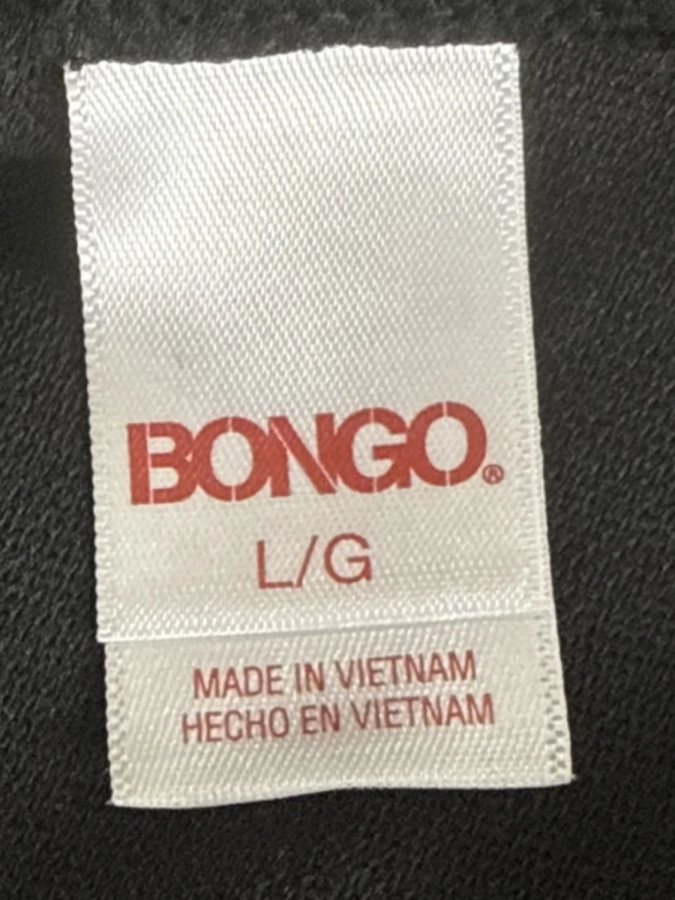 BONGO®
L/G
MADE IN VIETNAM
HECHO EN VIETNAM